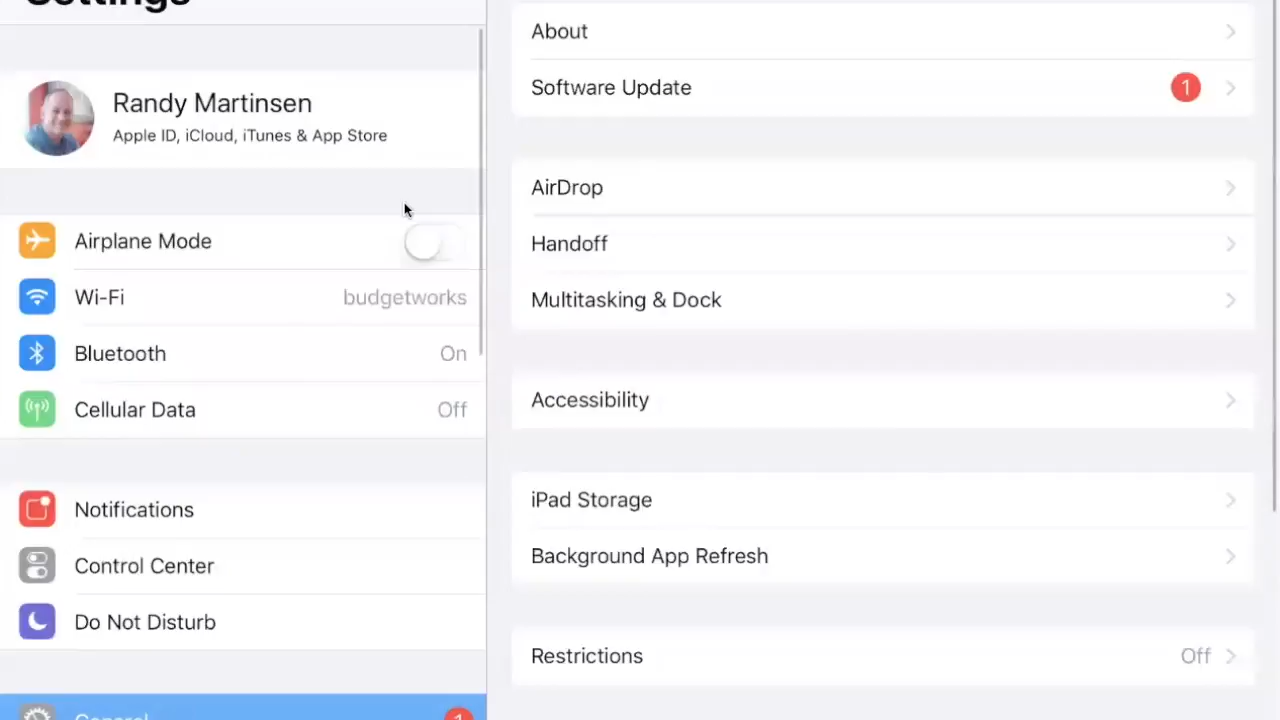 Settings
Randy Martinsen
Apple ID, iCloud, iTunes & App Store
Airplane Mode
Wi-Fi budgetworks
Bluetooth On
Cellular Data Off
Notifications
Control Center
Do Not Disturb
General 1
About
Software Update 1
AirDrop
Handoff
Multitasking & Dock
Accessibility
iPad Storage
Background App Refresh
Restrictions Off